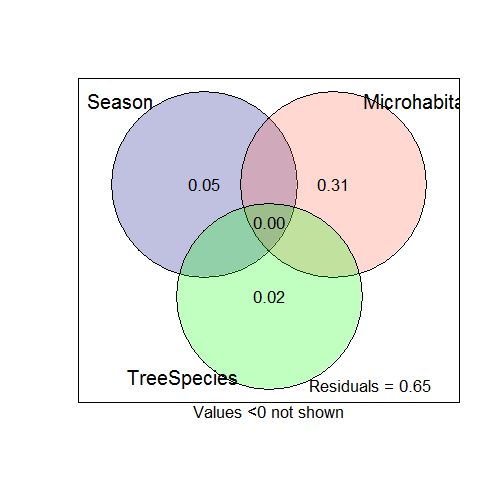 Season
Microhabita
0.05
0.31
0.00
0.02
TreeSpecies
Residuals = 0.65
Values <0 not shown